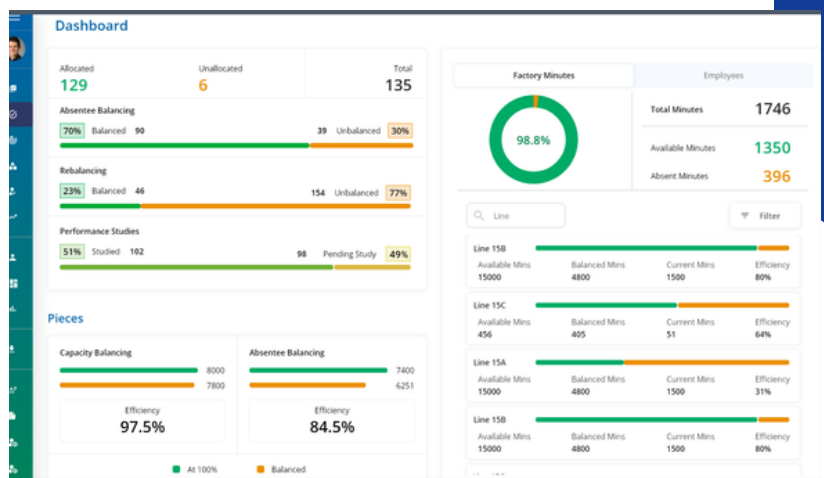 Dashboard
Allocated Unallocated Total
129 6 135
Absentee Balancing
70% Balanced 90 39 Unbalanced 30%
Rebalancing
23% Balanced 46 154 Unbalanced 77%
Performance Studies
51% Studied 102 98 Pending Study 49%
Pieces
Capacity Balancing
8000
7800
Efficiency
97.5%
Absentee Balancing
7400
6251
Efficiency
84.5%
At 100% Balanced
Factory Minutes Employees
98.8%
Total Minutes 1746
Available Minutes 1350
Absent Minutes 396
Line Filter
Line 15B
Available Mins Balanced Mins Current Mins Efficiency
15000 4800 1500 80%
Line 15C
Available Mins Balanced Mins Current Mins Efficiency
456 405 51 64%
Line 15A
Available Mins Balanced Mins Current Mins Efficiency
15000 4800 1500 31%
Line 15B
Available Mins Balanced Mins Current Mins Efficiency
15000 4800 1500 80%